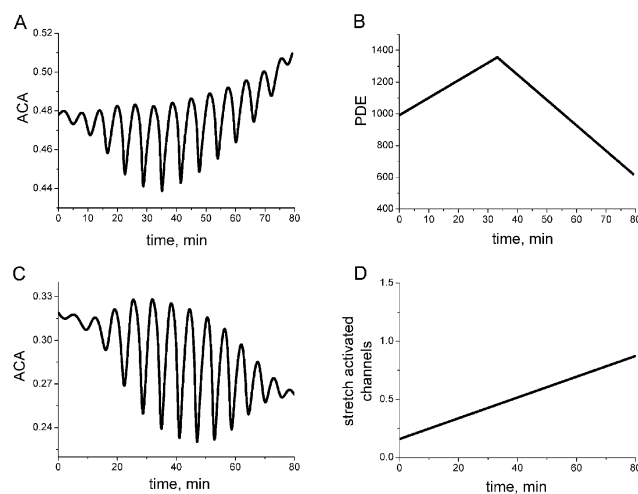 A
0.52
0.50
0.48
0.46
0.44
ACA
0 10 20 30 40 50 60 70 80
time, min
B
1400
1200
1000
800
600
400
PDE
0 10 20 30 40 50 60 70 80
time, min
C
0.33
0.30
0.27
0.24
ACA
0 20 40 60 80
time, min
D
1.5
1.0
0.5
0.0
stretch activated
channels
0 20 40 60 80
time, min